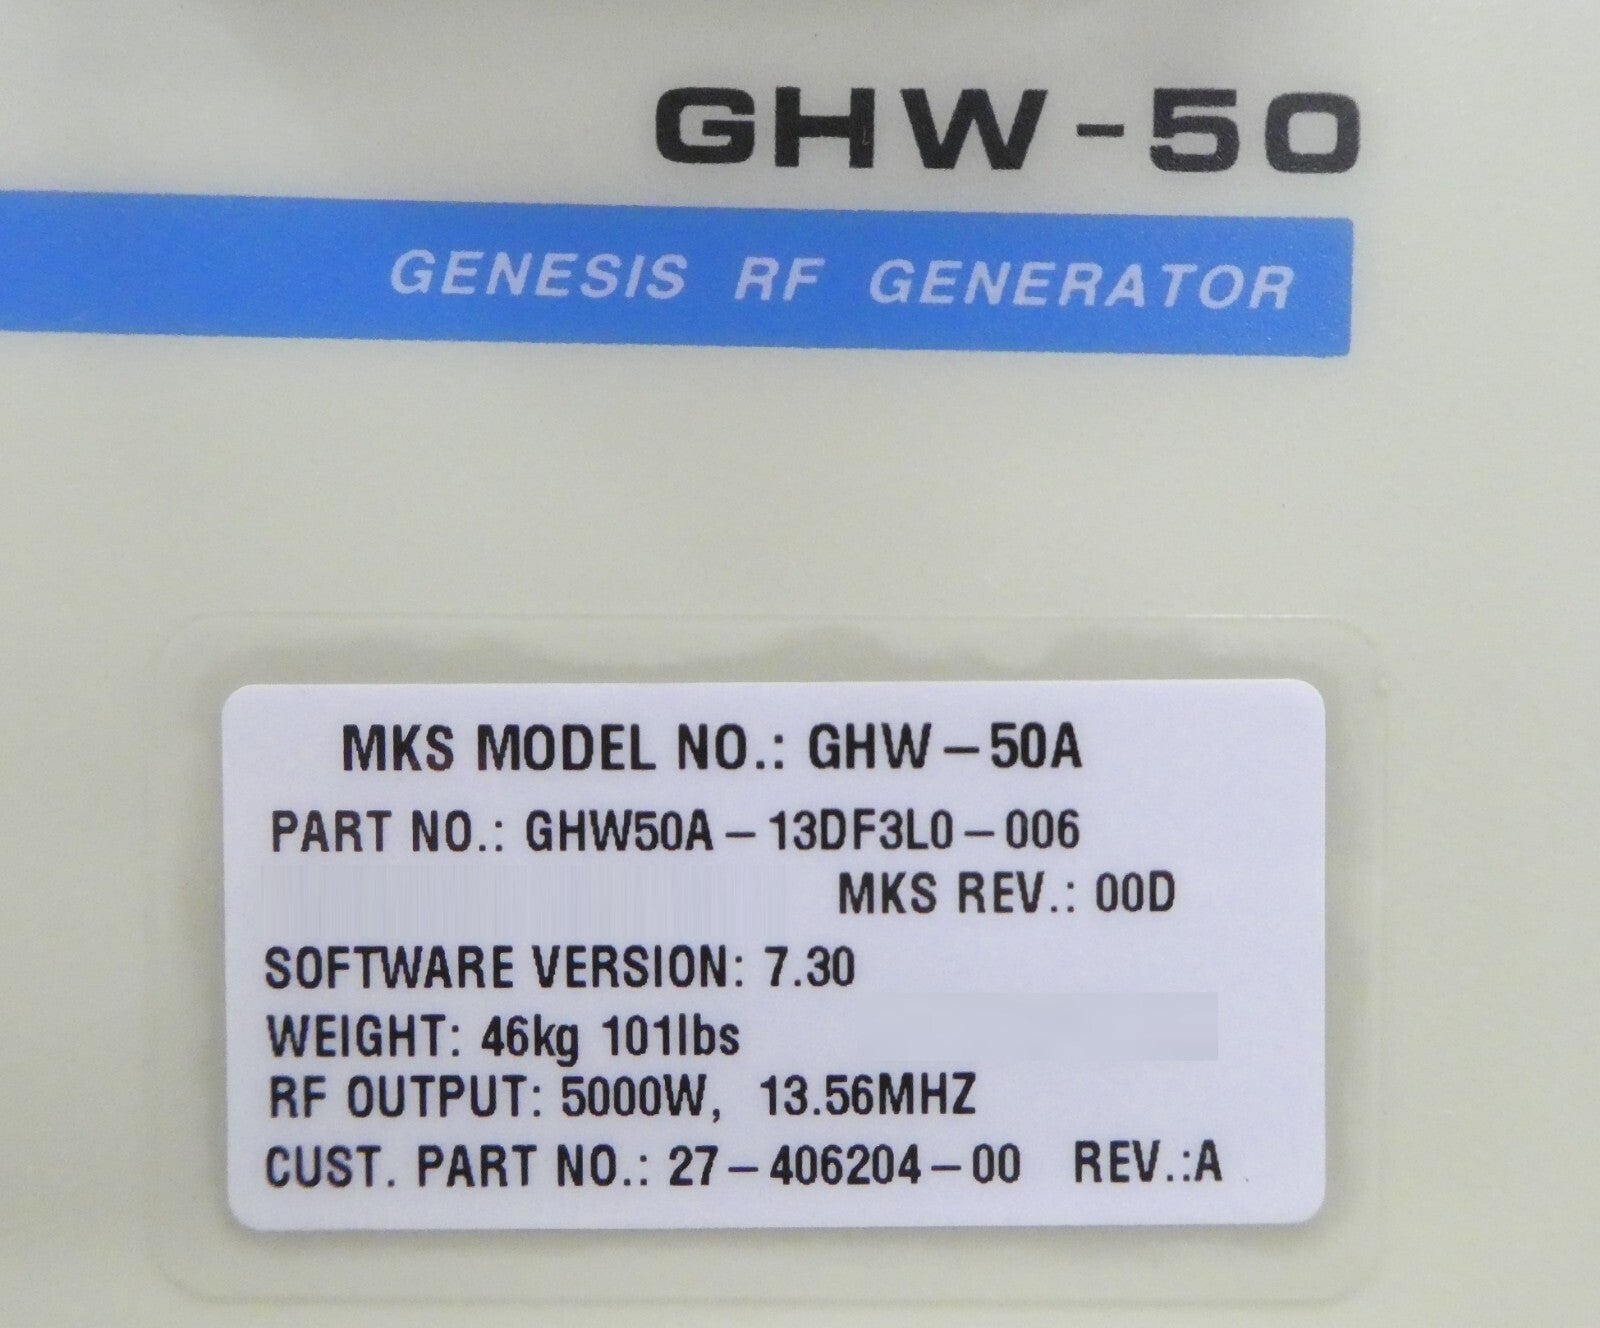 GHW-50
GENESIS RF GENERATOR
MKS MODEL NO.: GHW-50A
PART NO.: GHW50A-13DF3L0-006
MKS REV.: 00D
SOFTWARE VERSION: 7.30
WEIGHT: 46kg 101lbs
RF OUTPUT: 5000W, 13.56MHZ
CUST. PART NO.: 27-406204-00 REV.:A